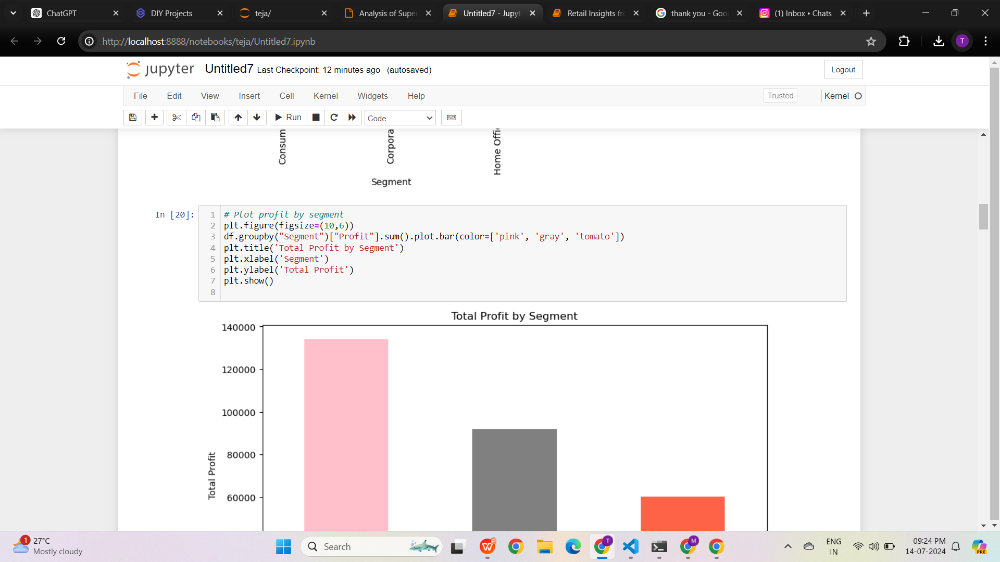 ChatGPT
DIY Projects
teja/
Analysis of Super
Untitled7 - Jupyt
Retail Insights fro
thank you - Goo
(1) Inbox • Chats
http://localhost:8888/notebooks/teja/Untitled7.ipynb
T
jupyter Untitled7 Last Checkpoint: 12 minutes ago (autosaved)
Logout
File Edit View Insert Cell Kernel Widgets Help
Trusted
Kernel
Run
Code
Consum
Corpora
Home Offi
Segment
In [20]:
1 # Plot profit by segment
2 plt.figure(figsize=(10,6))
3 df.groupby("Segment")["Profit"].sum().plot.bar(color=['pink', 'gray', 'tomato'])
4 plt.title('Total Profit by Segment')
5 plt.xlabel('Segment')
6 plt.ylabel('Total Profit')
7 plt.show()
8
Total Profit by Segment
140000
120000
100000
80000
60000
Total Profit
1
27°C
Mostly cloudy
Search
T
M
ENG
IN
09:24 PM
14-07-2024
PRE